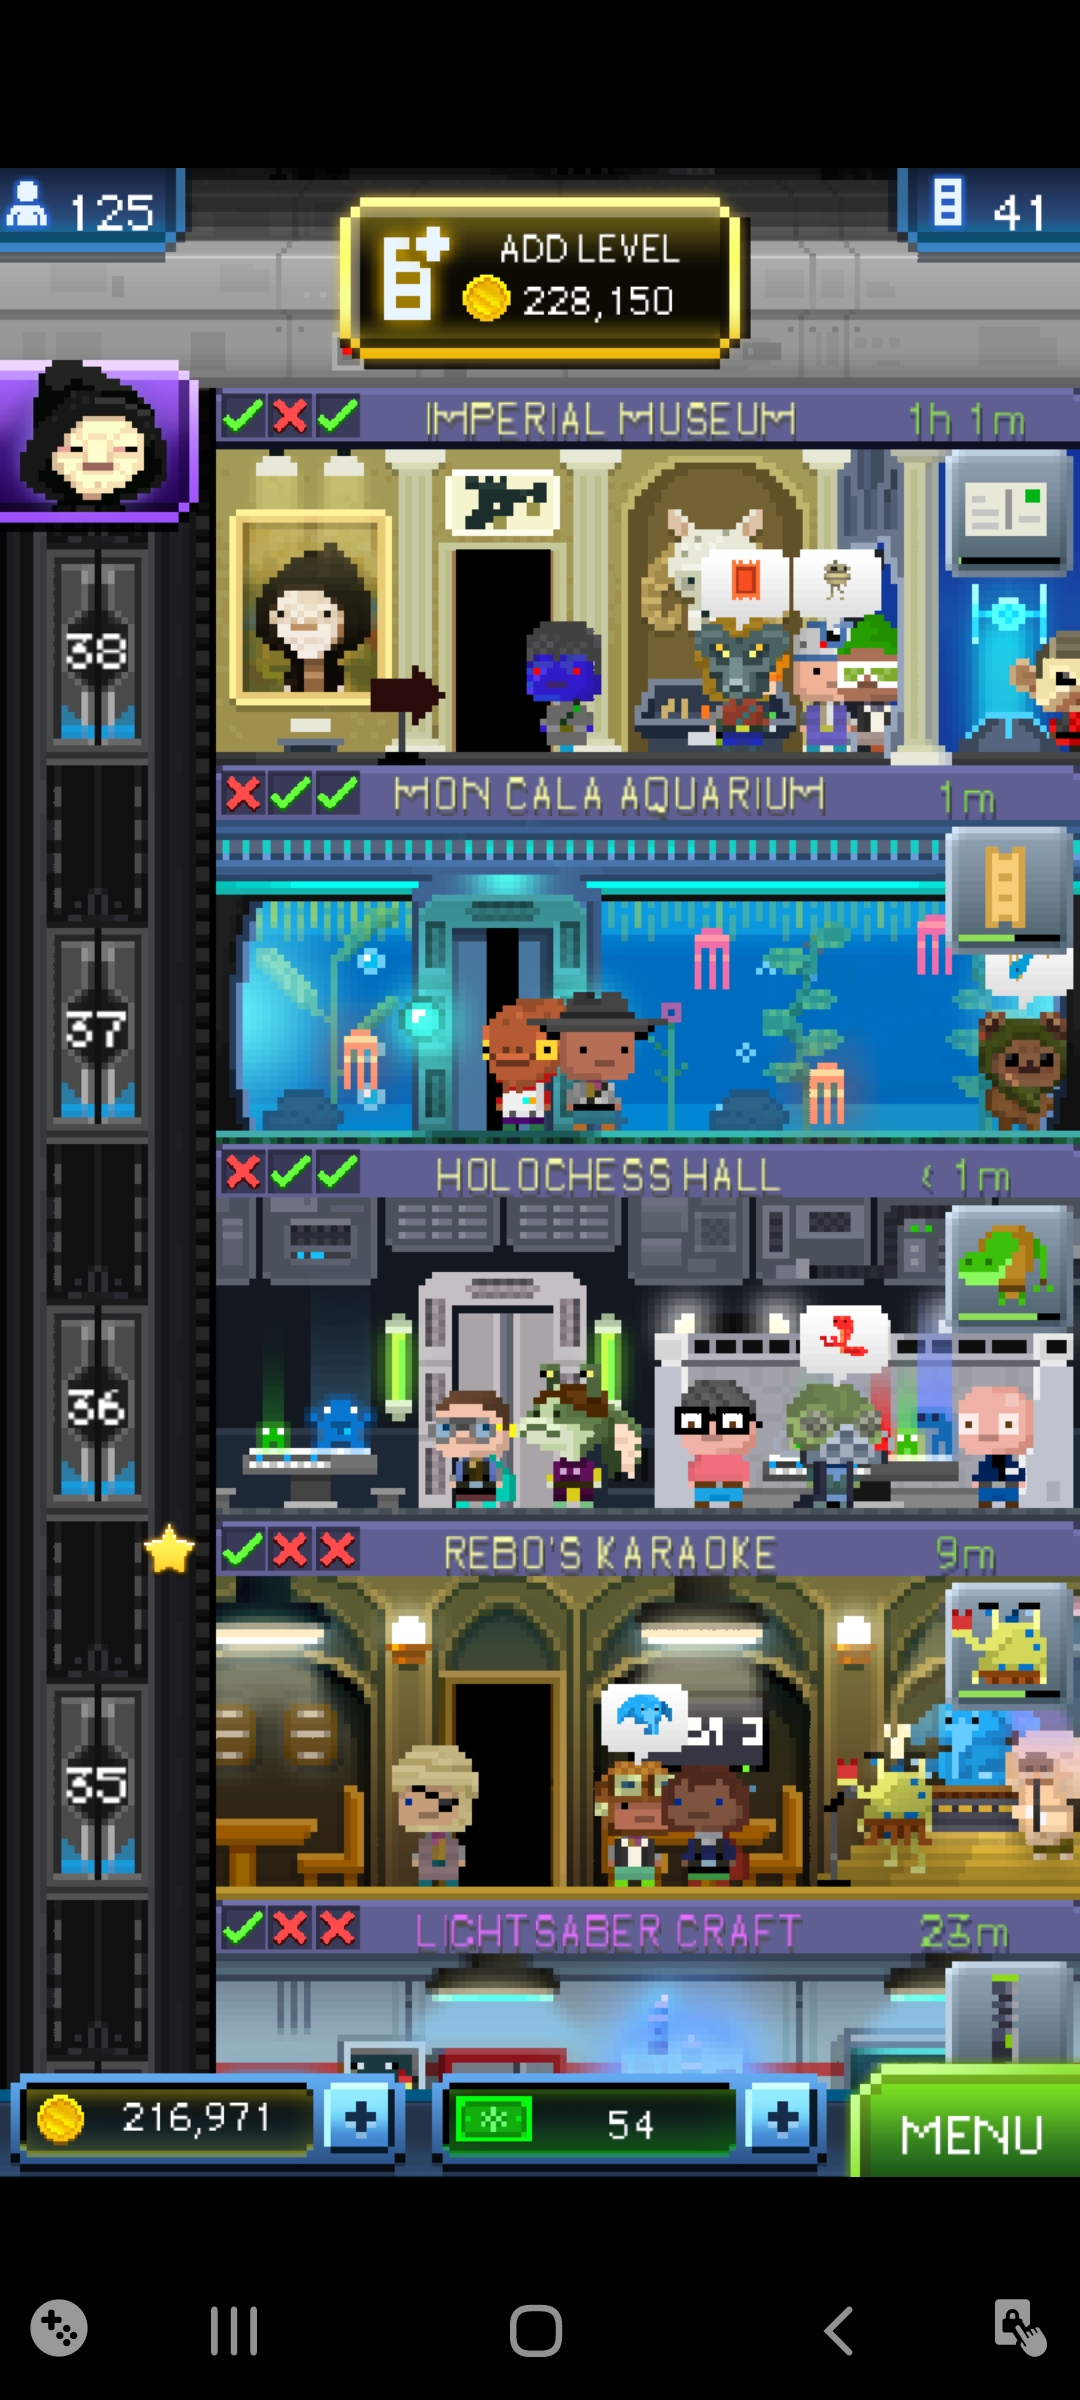 125
ADD LEVEL
228,150
41
IMPERIAL MUSEUM 1h 1m
38
MON CALA AQUARIUM 1m
37
HOLOCHESS HALL < 1m
36
REBO'S KARAOKE 9m
35
LIGHTSABER CRAFT
216,971
54
MENU